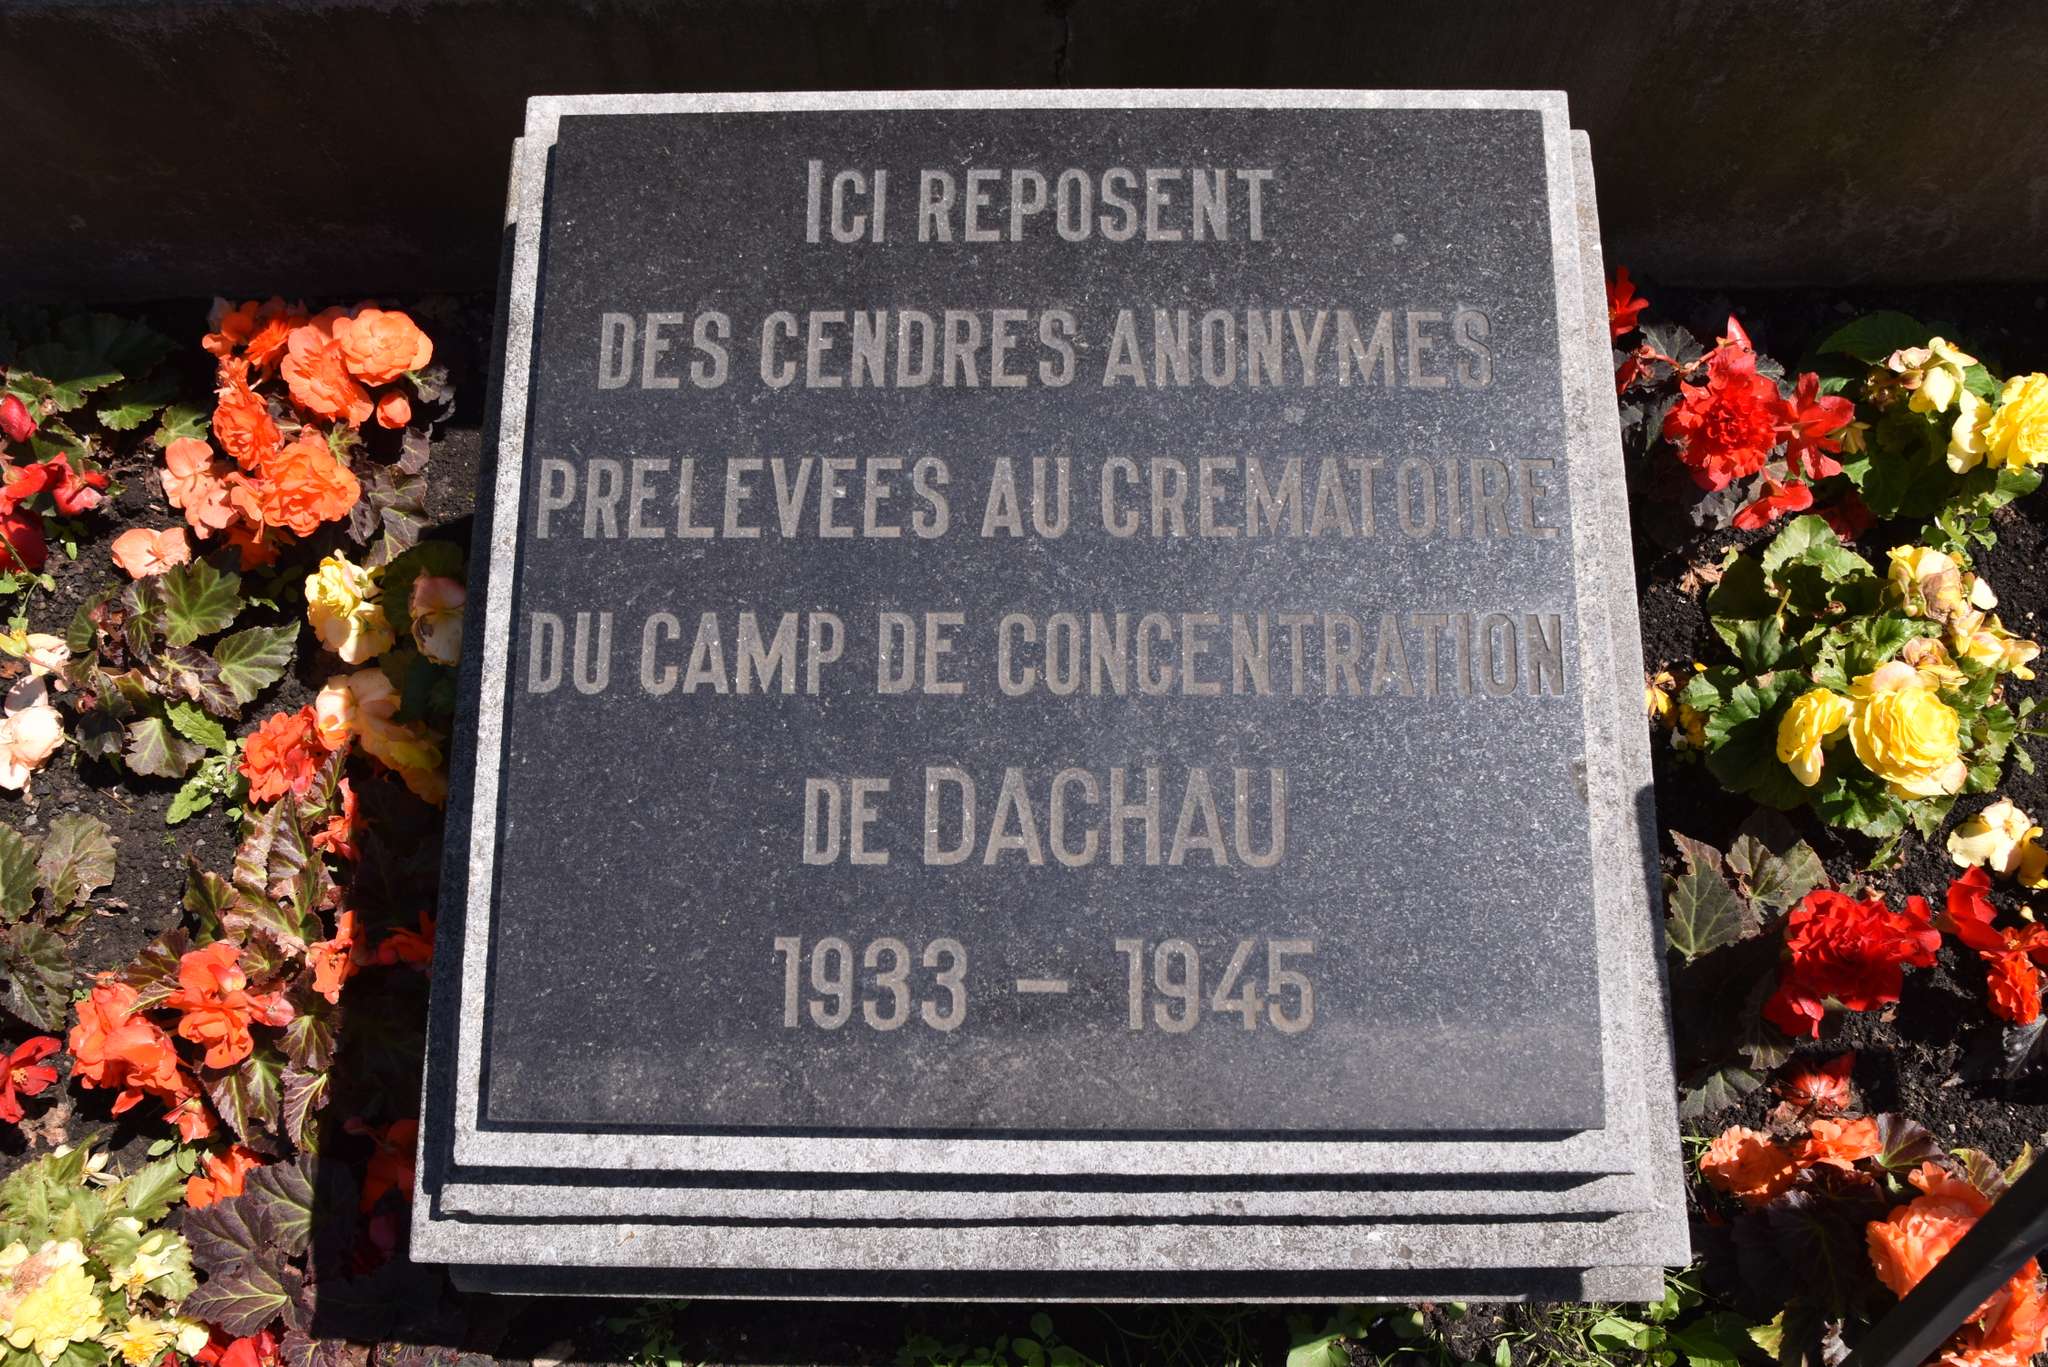 ICI REPOSENT
DES CENDRES ANONYMES
PRELEVEES AU CREMATOIRE
DU CAMP DE CONCENTRATION
DE DACHAU
1933 - 1945